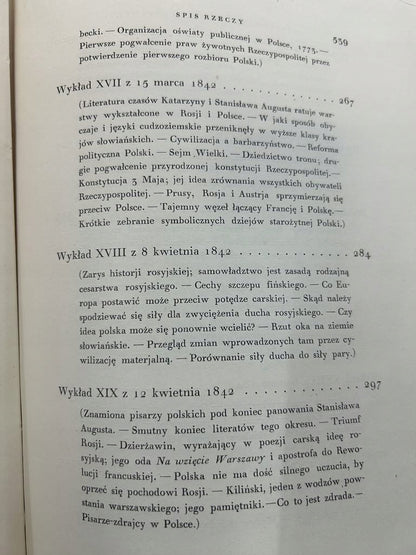 SPIS RZECZY
559
becki. — Organizacja oświaty publicznej w Polsce, 1775. —
Pierwsze pogwałcenie praw żywotnych Rzeczypospolitej przez
potwierdzenie pierwszego rozbioru Polski.)
Wykład XVII z 15 marca 1842 . . . . . . . . . . . . 267
(Literatura czasów Katarzyny i Stanisława Augusta ratuje war-
stwy wykształcone w Rosji i Polsce. — W jaki sposób oby-
czaje i języki cudzoziemskie przeniknęły w wyższe klasy kra-
jów słowiańskich. — Cywilizacja a barbarzyństwo. — Reforma
polityczna Polski. — Sejm Wielki. — Dziedzictwo tronu; dru-
gie pogwałcenie przyrodzonej konstytucji Rzeczypospolitej. —
Konstytucja 3 Maja; jej idea zrównania wszystkich obywateli
Rzeczypospolitej. — Prusy, Rosja i Austrja sprzymierzają się
przeciw Polsce. — Tajemny węzeł łączący Francję i Polskę. —
Krótkie zebranie symbolicznych dziejów starożytnej Polski.)
Wykład XVIII z 8 kwietnia 1842 . . . . . . . . . . . 284
(Zarys historji rosyjskiej; samowładztwo jest zasadą rodzajną
cesarstwa rosyjskiego. — Cechy szczepu fińskiego. — Co Eu-
ropa postawić może przeciw potędze carskiej. — Skąd należy
spodziewać się siły dla zwyciężenia ducha rosyjskiego. — Czy
idea polska może się ponownie wcielić? — Rzut oka na ziemie
słowiańskie. — Przegląd zmian wprowadzonych tam przez cy-
wilizację materjalną. — Porównanie siły ducha do siły pary.)
Wykład XIX z 12 kwietnia 1842 . . . . . . . . . . . 297
(Znamiona pisarzy polskich pod koniec panowania Stanisława
Augusta. — Smutny koniec literatów tego okresu. — Triumf
Rosji. — Dzierżawin, wyrażający w poezji carską ideę ro-
syjską; jego oda Na wzięcie Warszawy i apostrofa do Rewo-
lucji francuskiej. — Polska nie ma dość silnego uczucia, by
oprzeć się pochodowi Rosji. — Kiliński, jeden z wodzów pow-
stania warszawskiego; jego pamiętniki. — Co to jest zdrada. —
Pisarze-zdrajcy w Polsce.)